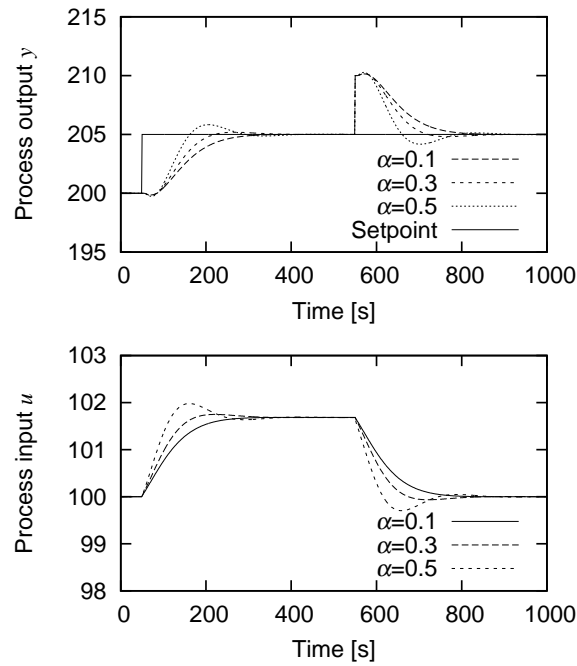 215
210
205
200
195
Process output y
α=0.1
α=0.3
α=0.5
Setpoint
0 200 400 600 800 1000
Time [s]
103
102
101
100
99
98
Process input u
α=0.1
α=0.3
α=0.5
0 200 400 600 800 1000
Time [s]